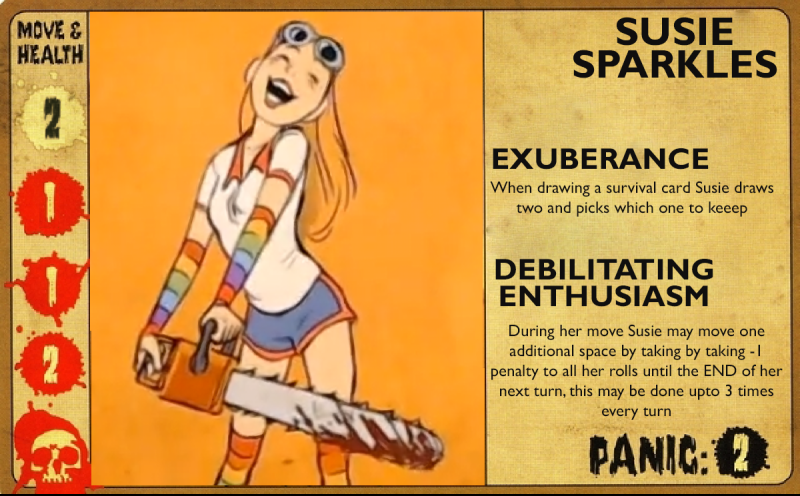 MOVE &
HEALTH
2
1
1
2
SUSIE
SPARKLES
EXUBERANCE
When drawing a survival card Susie draws
two and picks which one to keeep
DEBILITATING
ENTHUSIASM
During her move Susie may move one
additional space by taking by taking -1
penalty to all her rolls until the END of her
next turn, this may be done upto 3 times
every turn
PANIC: 2